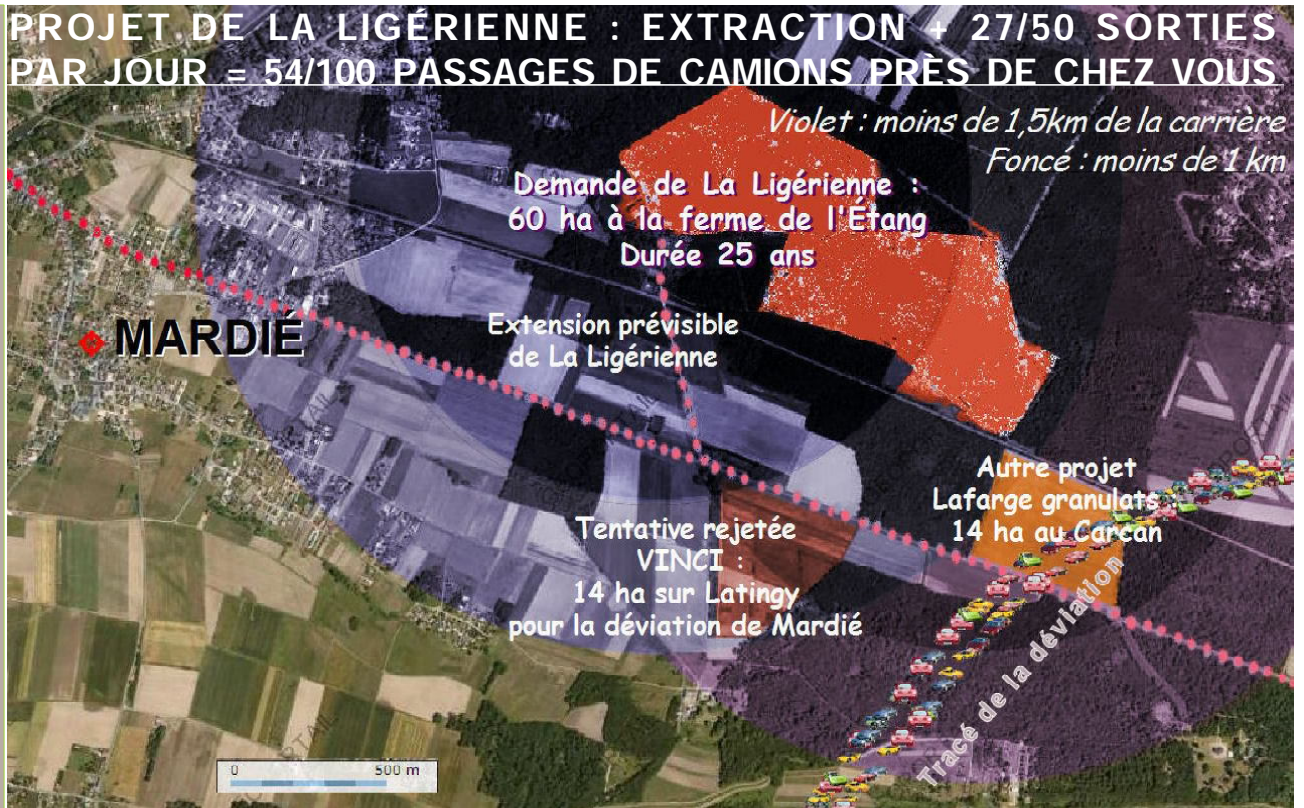 PROJET DE LA LIGÉRIENNE : EXTRACTION + 27/50 SORTIES
PAR JOUR = 54/100 PASSAGES DE CAMIONS PRÈS DE CHEZ VOUS
Violet : moins de 1,5km de la carrière
Foncé : moins de 1 km
Demande de La Ligérienne :
60 ha à la ferme de l'Étang
Durée 25 ans
Extension prévisible
de La Ligérienne
MARDIÉ
Autre projet
Lafarge granulats
14 ha au Carcan
Tentative rejetée
VINCI :
14 ha sur Latingy
pour la déviation de Mardié
Tracé de la déviation
0 500 m